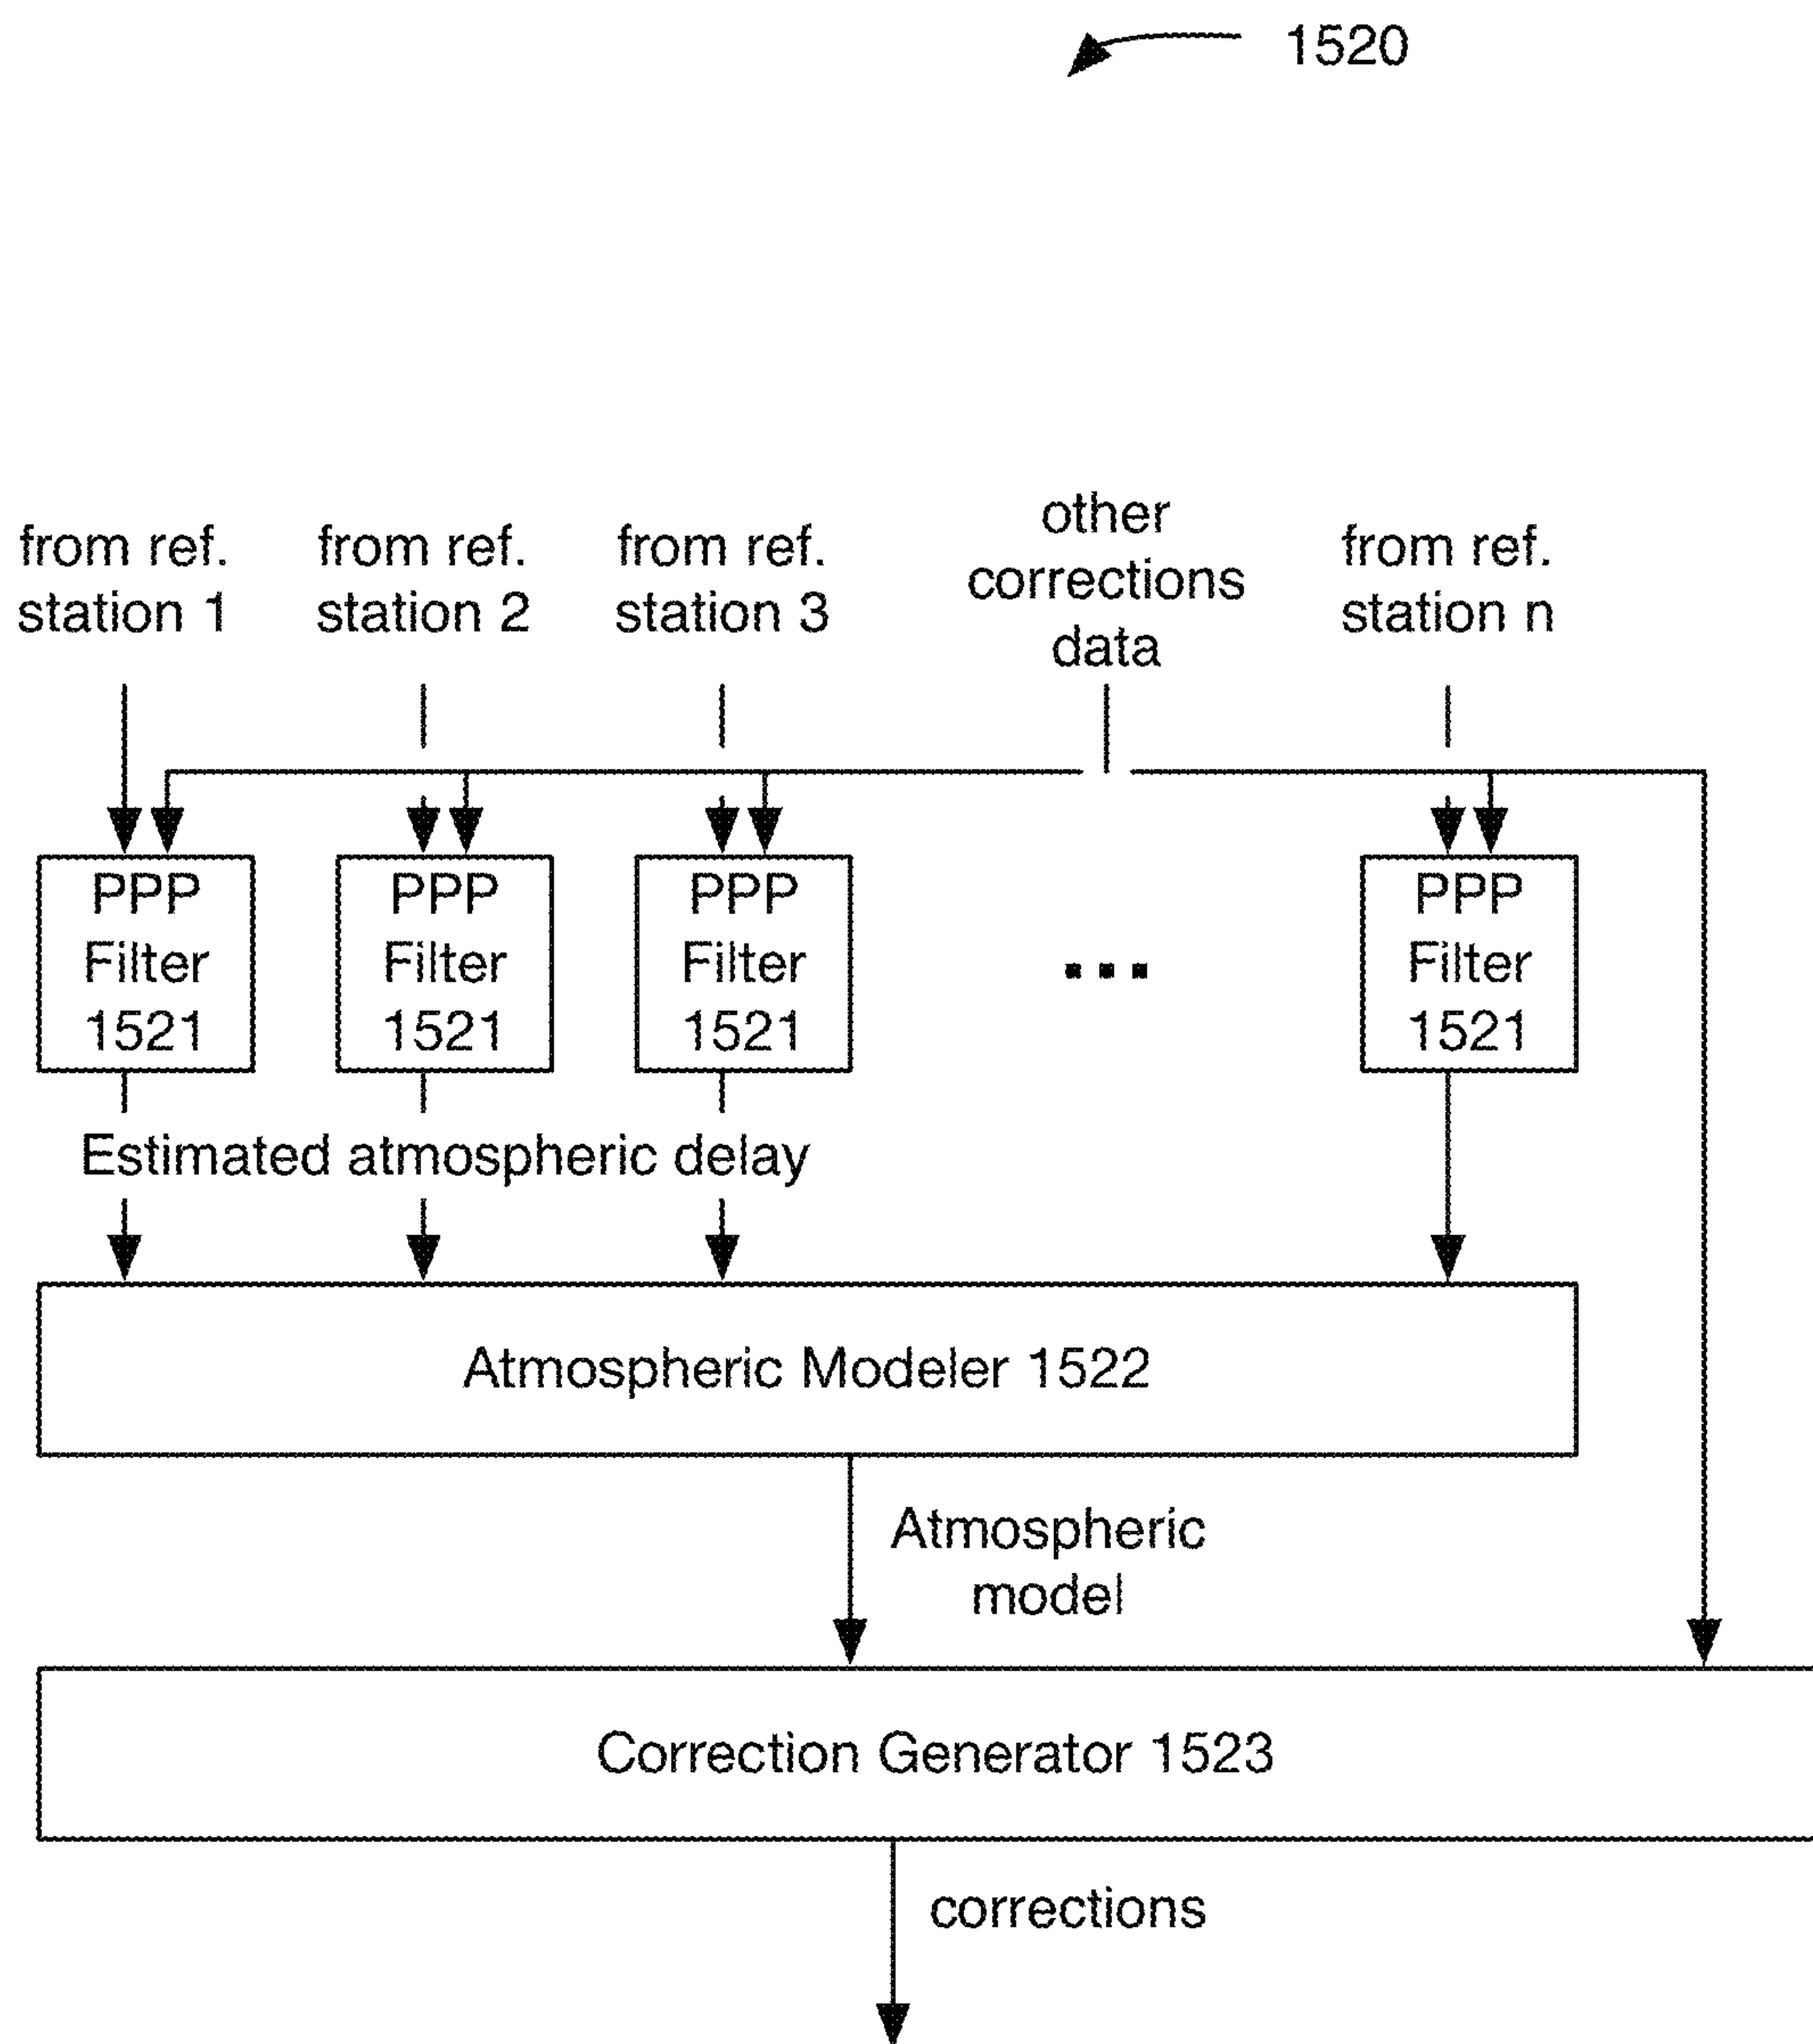 1520
from ref.
station 1
from ref.
station 2
from ref.
station 3
other
corrections
data
from ref.
station n
PPP
Filter
1521
PPP
Filter
1521
PPP
Filter
1521
...
PPP
Filter
1521
Estimated atmospheric delay
Atmospheric Modeler 1522
Atmospheric
model
Correction Generator 1523
corrections